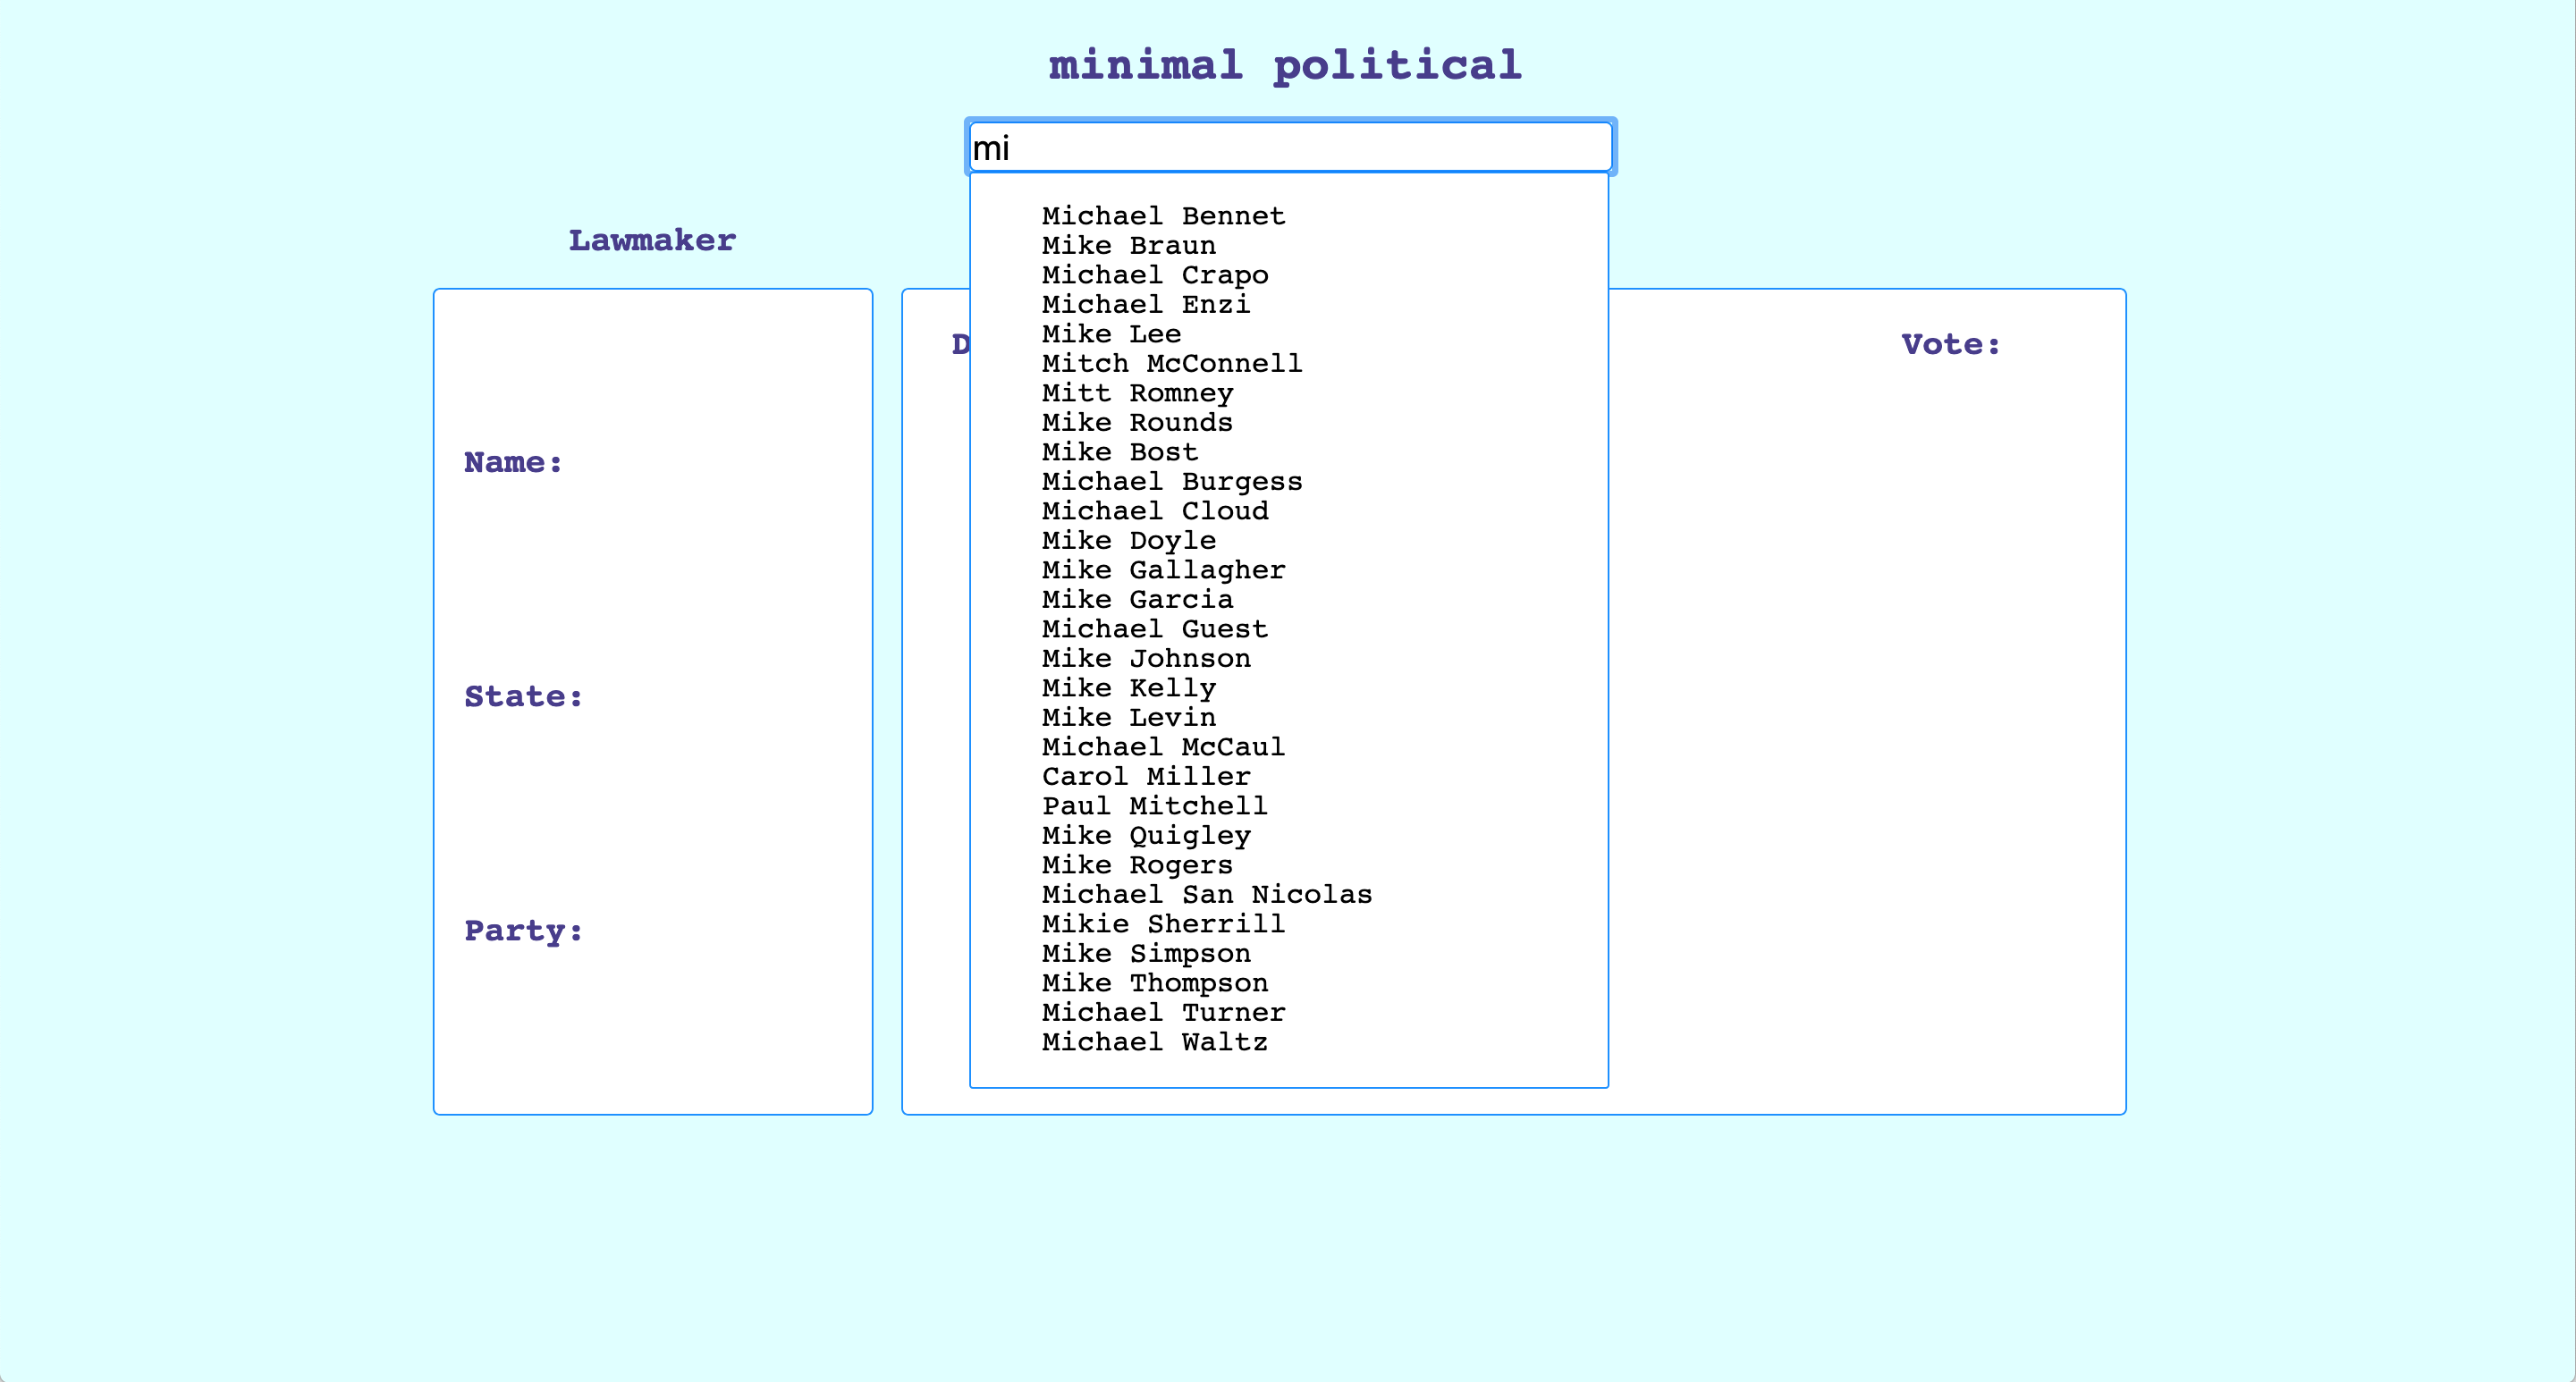 minimal political
mi
Lawmaker
Michael Bennet
Mike Braun
Michael Crapo
Michael Enzi
Mike Lee
Mitch McConnell
Mitt Romney
Mike Rounds
Mike Bost
Michael Burgess
Michael Cloud
Mike Doyle
Mike Gallagher
Mike Garcia
Michael Guest
Mike Johnson
Mike Kelly
Mike Levin
Michael McCaul
Carol Miller
Paul Mitchell
Mike Quigley
Mike Rogers
Michael San Nicolas
Mikie Sherrill
Mike Simpson
Mike Thompson
Michael Turner
Michael Waltz
Name:
State:
Party:
D
Vote: